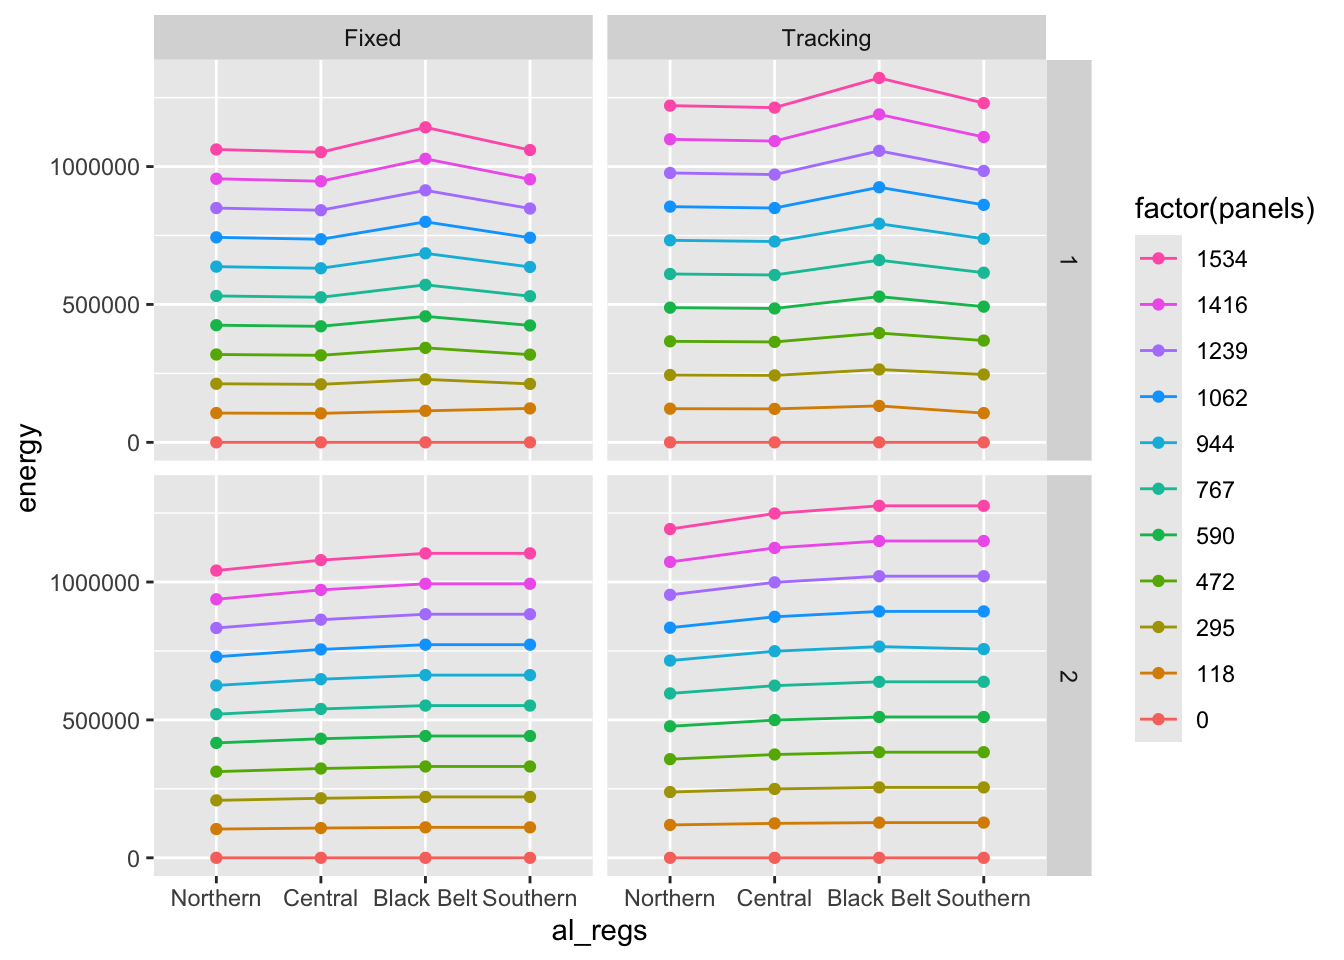 Fixed
Tracking
1000000
500000
0
1
1000000
500000
0
2
energy
Northern Central Black Belt Southern
Northern Central Black Belt Southern
al_regs
factor(panels)
1534
1416
1239
1062
944
767
590
472
295
118
0